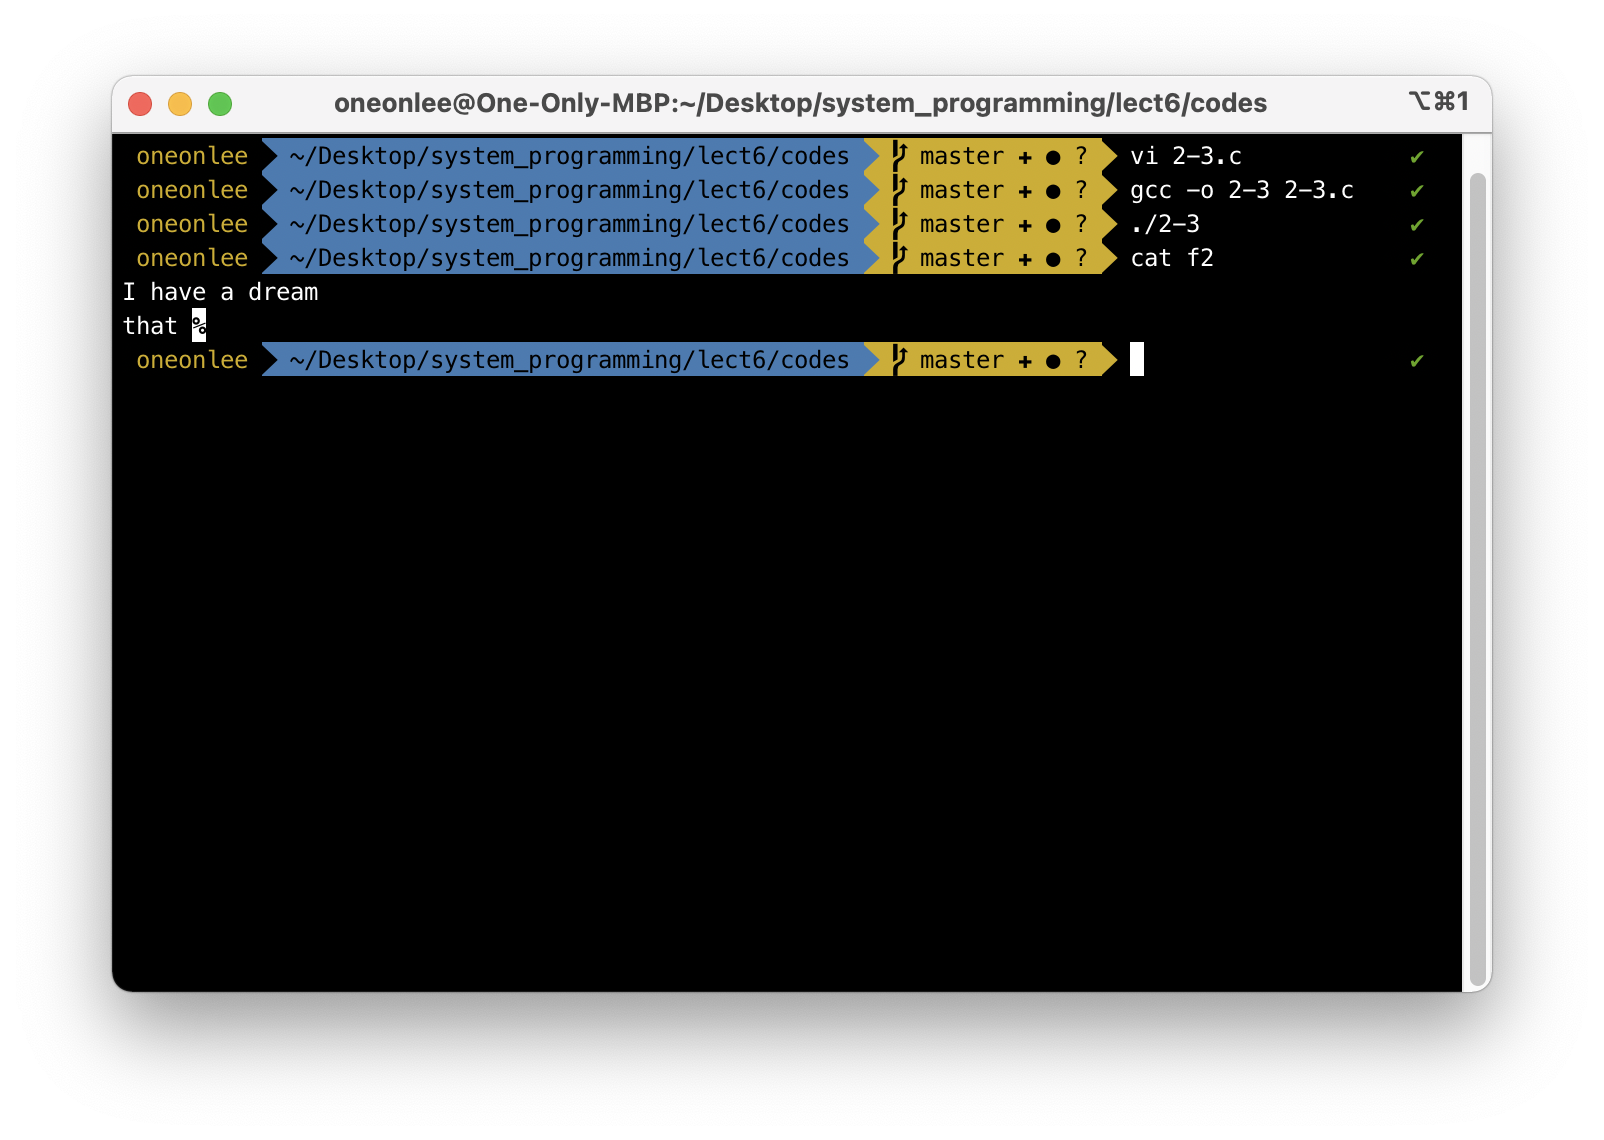 oneonlee@One-Only-MBP:~/Desktop/system_programming/lect6/codes ⌥⌘1
oneonlee ~/Desktop/system_programming/lect6/codes master ✚ ● ? vi 2-3.c ✔
oneonlee ~/Desktop/system_programming/lect6/codes master ✚ ● ? gcc -o 2-3 2-3.c ✔
oneonlee ~/Desktop/system_programming/lect6/codes master ✚ ● ? ./2-3 ✔
oneonlee ~/Desktop/system_programming/lect6/codes master ✚ ● ? cat f2 ✔
I have a dream
that %
oneonlee ~/Desktop/system_programming/lect6/codes master ✚ ● ? ✔